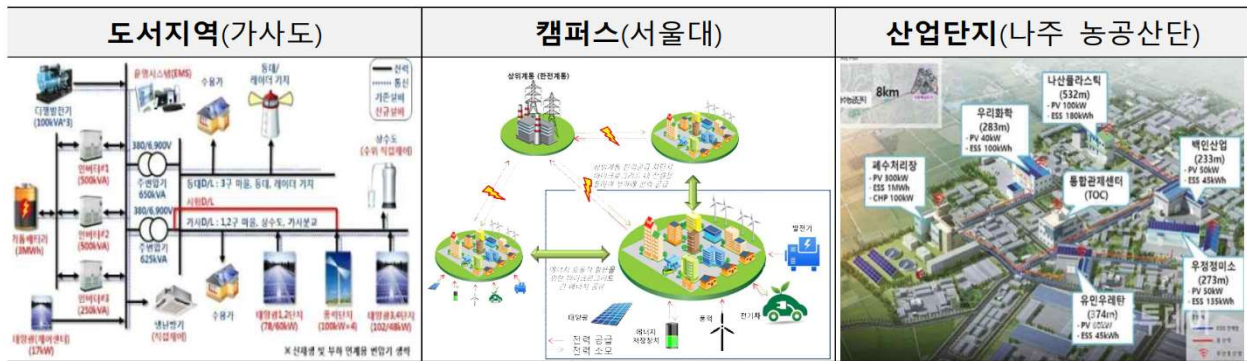 도서지역(가사도)
캠퍼스(서울대)
산업단지(나주 농공산단)
운영시스템(EMS)
수용가
등대/
레이더 기지
전력
통신
기존설비
신규설비
디젤발전기
(100kVA*3)
상수도
(수위 직접제어)
380/6,900V
인버터#1
(500kVA)
주변압기
650kVA
등대D/L : 3구 마을, 등대, 레이더 기지
시험D/L
380/6,900V
가사D/L : 1,2구 마을, 상수도, 가사분교
인버터#2
(500kVA)
주변압기
625kVA
(3MWh)
인버터#3
(250kVA)
냉난방기
(직접제어)
수용가
태양광1,2단지
(78/60kW)
풍력단지
(100kW×4)
태양광3,4단지
(102/48kW)
태양광(제어센터)
(17kW)
※ 신재생 및 부하 연계용 변압기 생략
상위계통 (한전계통)
발전기
태양광
에너지
저장장치
풍력
전기차
전력 공급
전력 소모
8km
나산플라스틱
(532m)
- PV 100kW
- ESS 180kWh
우리화학
(283m)
- PV 40kW
- ESS 100kWh
백인산업
(233m)
- PV 50kW
- ESS 45kWh
폐수처리장
- PV 300kW
- ESS 1MWh
- CHP 100kW
통합관제센터
(TOC)
우정정미소
(273m)
- PV 50kW
- ESS 135kWh
유민우레탄
(374m)
- ESS 45kWh